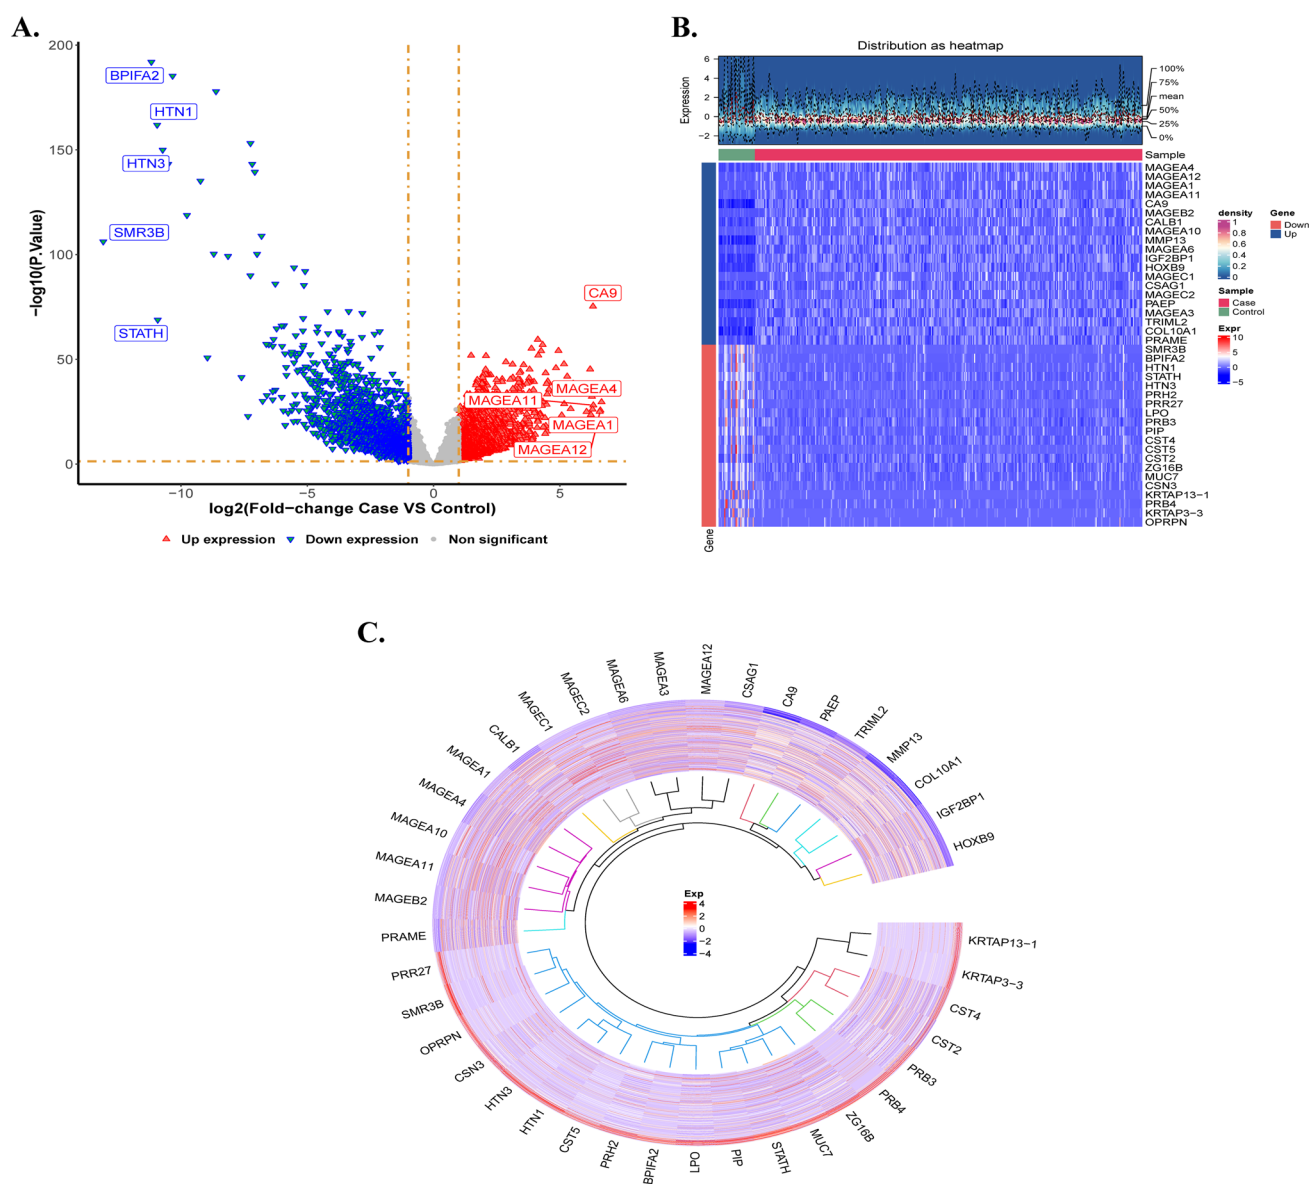 A.
200
150
100
50
0
−log10(P.Value)
BPIFA2
HTN1
HTN3
SMR3B
STATH
CA9
MAGEA4
MAGEA11
MAGEA1
MAGEA12
−10
−5
0
5
log2(Fold−change Case VS Control)
Up expression
Down expression
Non significant
B.
Distribution as heatmap
Expression
6
4
2
0
−2
100%
75%
mean
50%
25%
0%
Sample
MAGEA4
MAGEA12
MAGEA1
MAGEA11
CA9
MAGEB2
CALB1
MAGEA10
MMP13
MAGEA6
IGF2BP1
HOXB9
MAGEC1
CSAG1
MAGEC2
PAEP
MAGEA3
TRIML2
COL10A1
PRAME
SMR3B
BPIFA2
HTN1
STATH
HTN3
PRH2
PRR27
LPO
PRB3
PIP
CST4
CST5
CST2
ZG16B
MUC7
CSN3
KRTAP13−1
PRB4
KRTAP3−3
OPRPN
Gene
density
1
0.8
0.6
0.4
0.2
0
Gene
Down
Up
Sample
Case
Control
Expr
10
5
0
−5
C.
PRAME
MAGEB2
MAGEA11
MAGEA10
MAGEA4
MAGEA1
CALB1
MAGEC1
MAGEC2
MAGEA6
MAGEA3
MAGEA12
CSAG1
CA9
PAEP
TRIML2
MMP13
COL10A1
IGF2BP1
HOXB9
Exp
4
2
0
−2
−4
KRTAP13−1
KRTAP3−3
CST4
CST2
PRB3
PRB4
ZG16B
MUC7
STATH
PIP
LPO
BPIFA2
PRH2
CST5
HTN1
HTN3
CSN3
OPRPN
SMR3B
PRR27